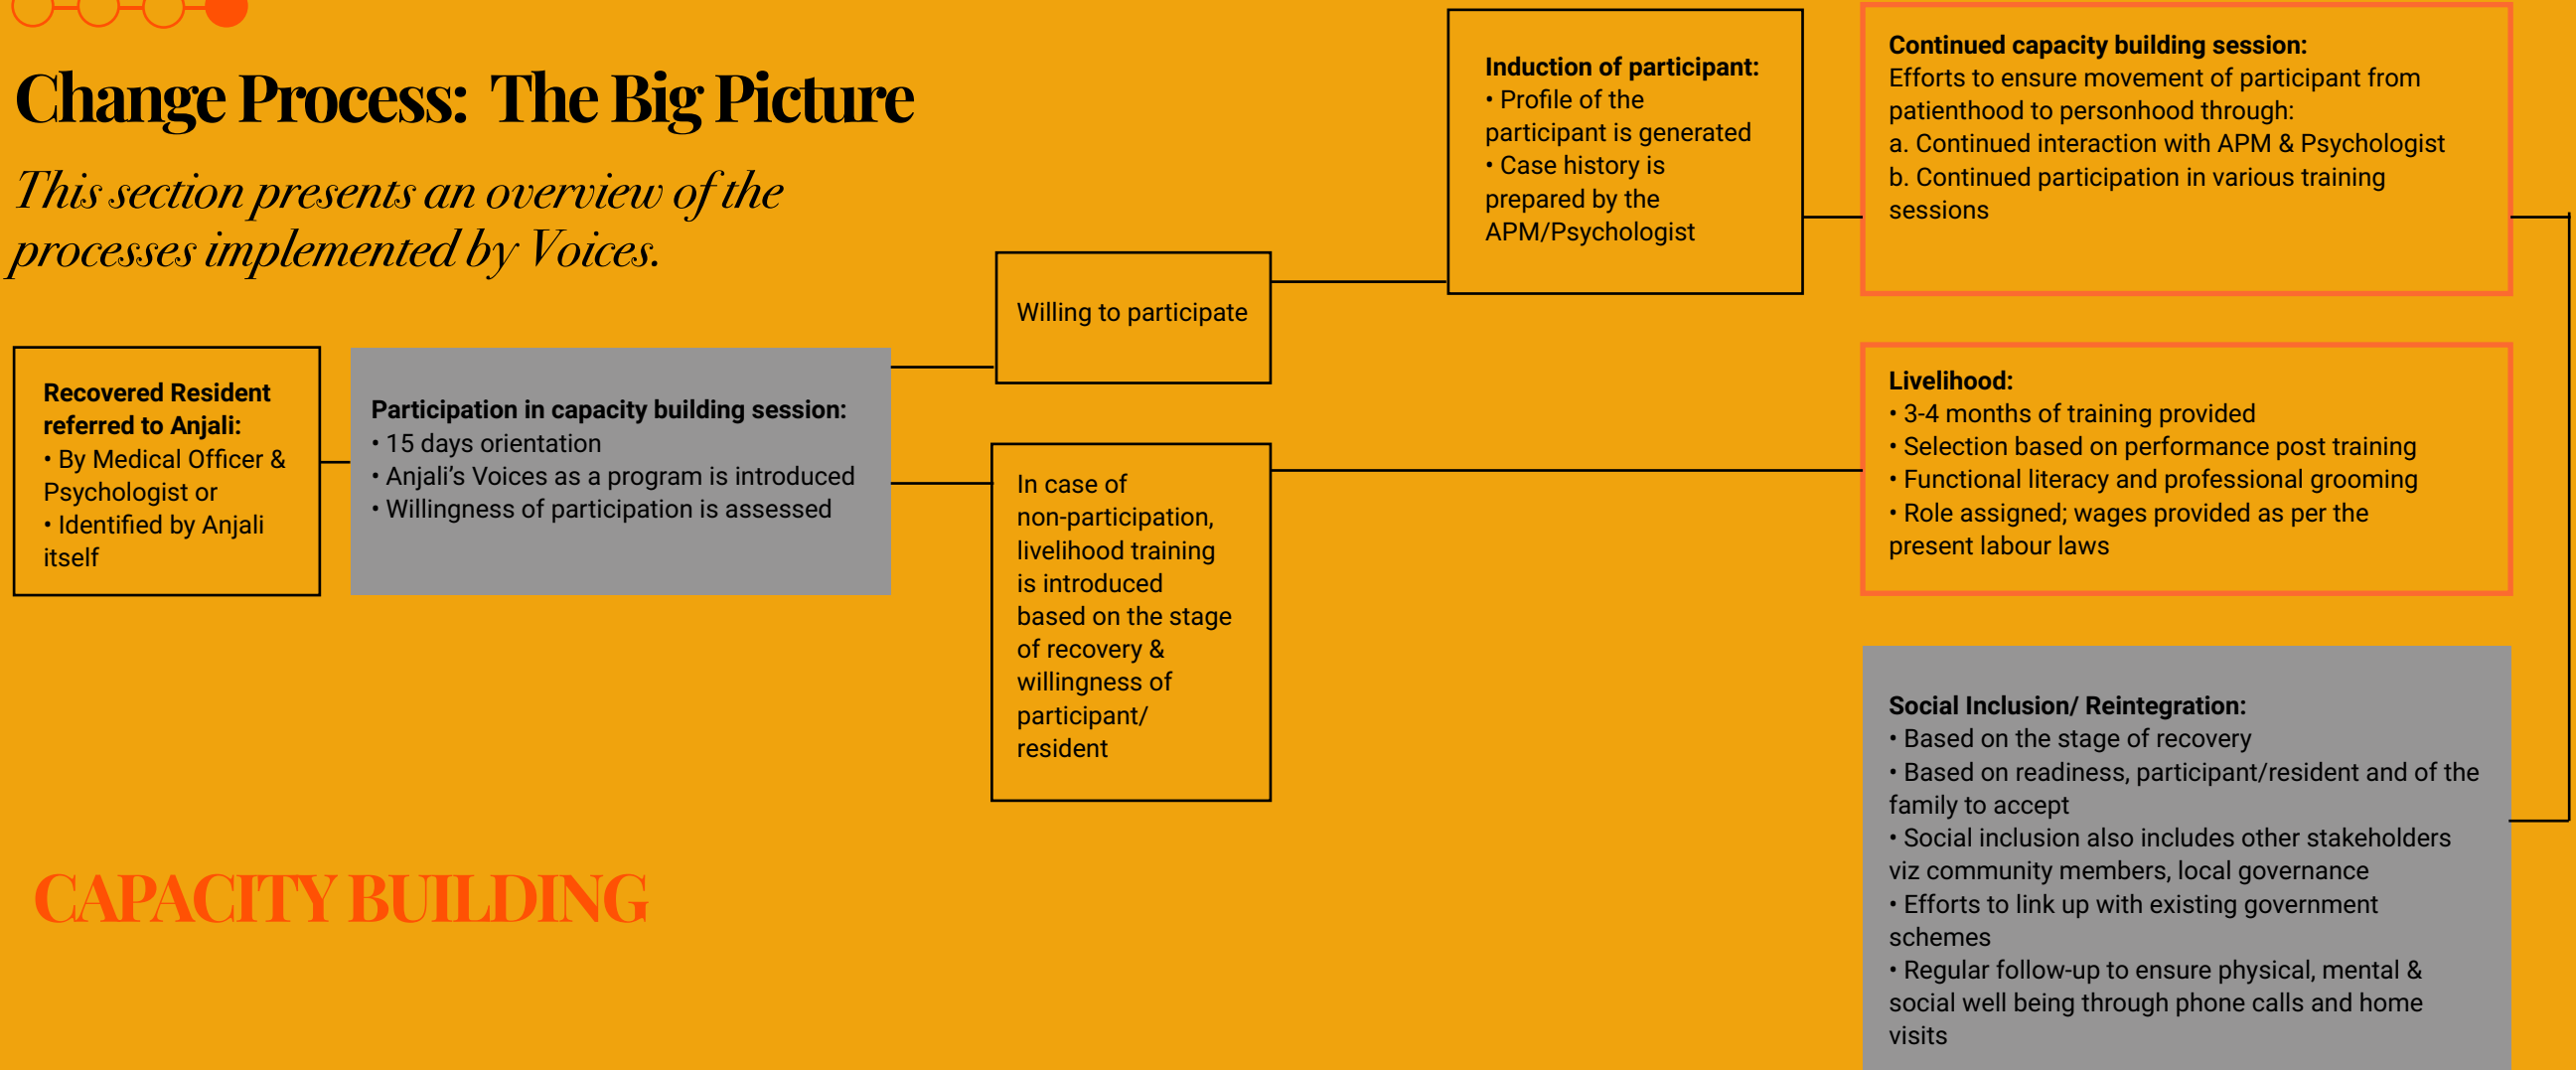 Change Process: The Big Picture
This section presents an overview of the
processes implemented by Voices.
Recovered Resident
referred to Anjali:
• By Medical Officer &
Psychologist or
• Identified by Anjali
itself
Participation in capacity building session:
• 15 days orientation
• Anjali’s Voices as a program is introduced
• Willingness of participation is assessed
Willing to participate
In case of
non-participation,
livelihood training
is introduced
based on the stage
of recovery &
willingness of
participant/
resident
Induction of participant:
• Profile of the
participant is generated
• Case history is
prepared by the
APM/Psychologist
Continued capacity building session:
Efforts to ensure movement of participant from
patienthood to personhood through:
a. Continued interaction with APM & Psychologist
b. Continued participation in various training
sessions
Livelihood:
• 3-4 months of training provided
• Selection based on performance post training
• Functional literacy and professional grooming
• Role assigned; wages provided as per the
present labour laws
Social Inclusion/ Reintegration:
• Based on the stage of recovery
• Based on readiness, participant/resident and of the
family to accept
• Social inclusion also includes other stakeholders
viz community members, local governance
• Efforts to link up with existing government
schemes
• Regular follow-up to ensure physical, mental &
social well being through phone calls and home
visits
CAPACITY BUILDING